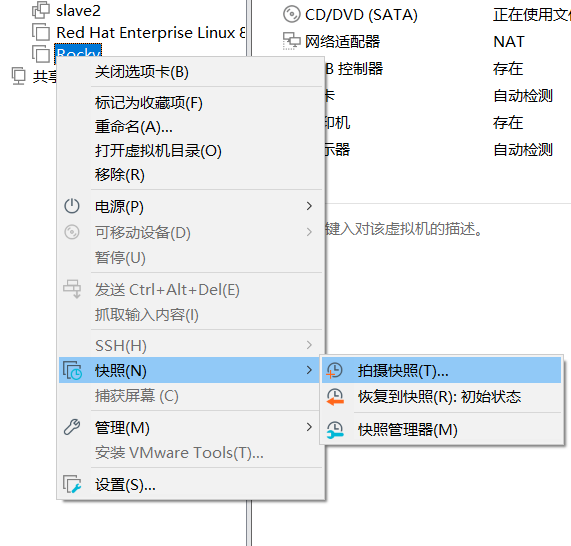 slave2
Red Hat Enterprise Linux 8
Rocky
共享
CD/DVD (SATA)
正在使用文
网络适配器
NAT
B 控制器
存在
卡
自动检测
印机
存在
示器
自动检测
键入对该虚拟机的描述。
关闭选项卡(B)
标记为收藏项(F)
重命名(A)...
打开虚拟机目录(O)
移除(R)
电源(P)
可移动设备(D)
暂停(U)
发送 Ctrl+Alt+Del(E)
抓取输入内容(I)
SSH(H)
快照(N)
捕获屏幕 (C)
管理(M)
安装 VMware Tools(T)...
设置(S)...
拍摄快照(T)...
恢复到快照(R): 初始状态
快照管理器(M)